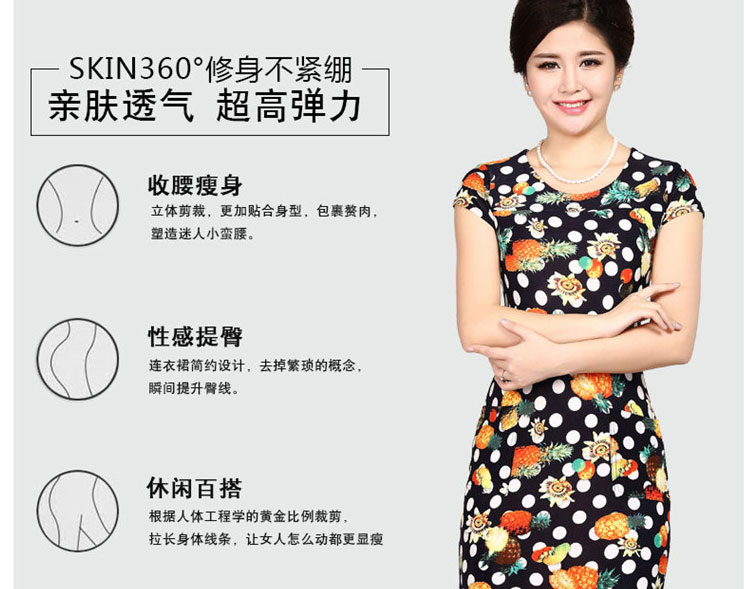 SKIN360°修身不紧绷
亲肤透气 超高弹力
收腰瘦身
立体剪裁，更加贴合身型，包裹赘肉，
塑造迷人小蛮腰。
性感提臀
连衣裙简约设计，去掉繁琐的概念，
瞬间提升臀线。
休闲百搭
根据人体工程学的黄金比例裁剪，
拉长身体线条，让女人怎么动都更显瘦